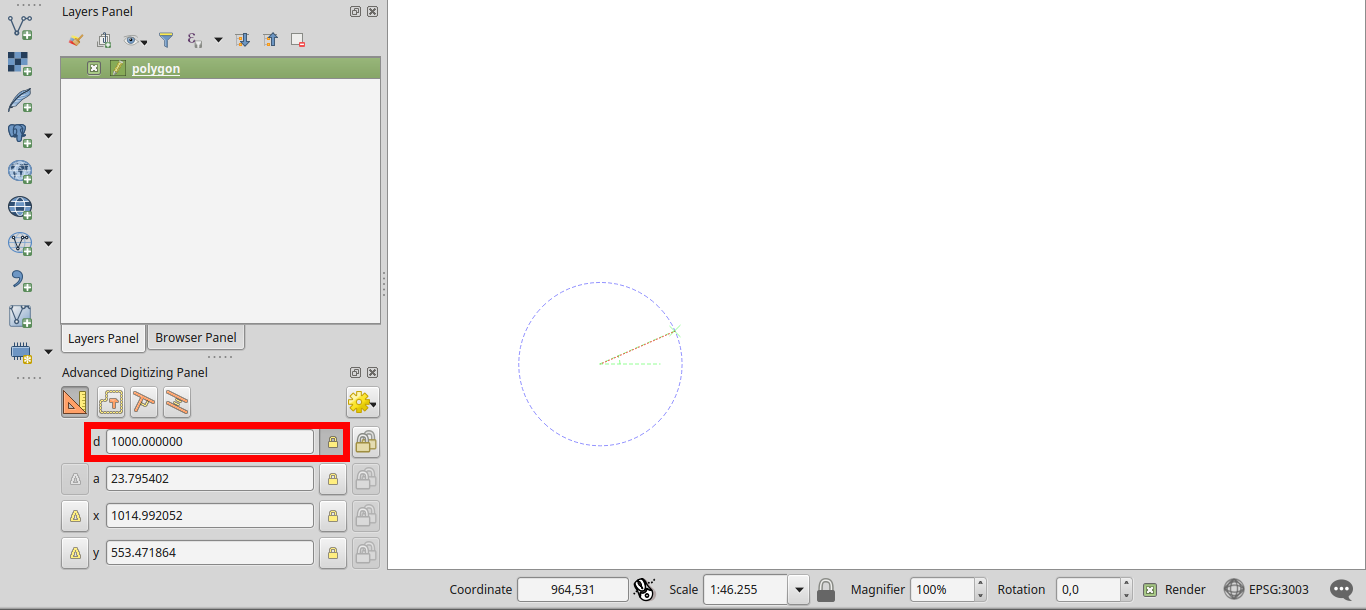 Layers Panel
polygon
Layers Panel
Browser Panel
Advanced Digitizing Panel
d 1000.000000
a 23.795402
x 1014.992052
y 553.471864
Coordinate 964,531 Scale 1:46.255 Magnifier 100% Rotation 0,0 Render EPSG:3003